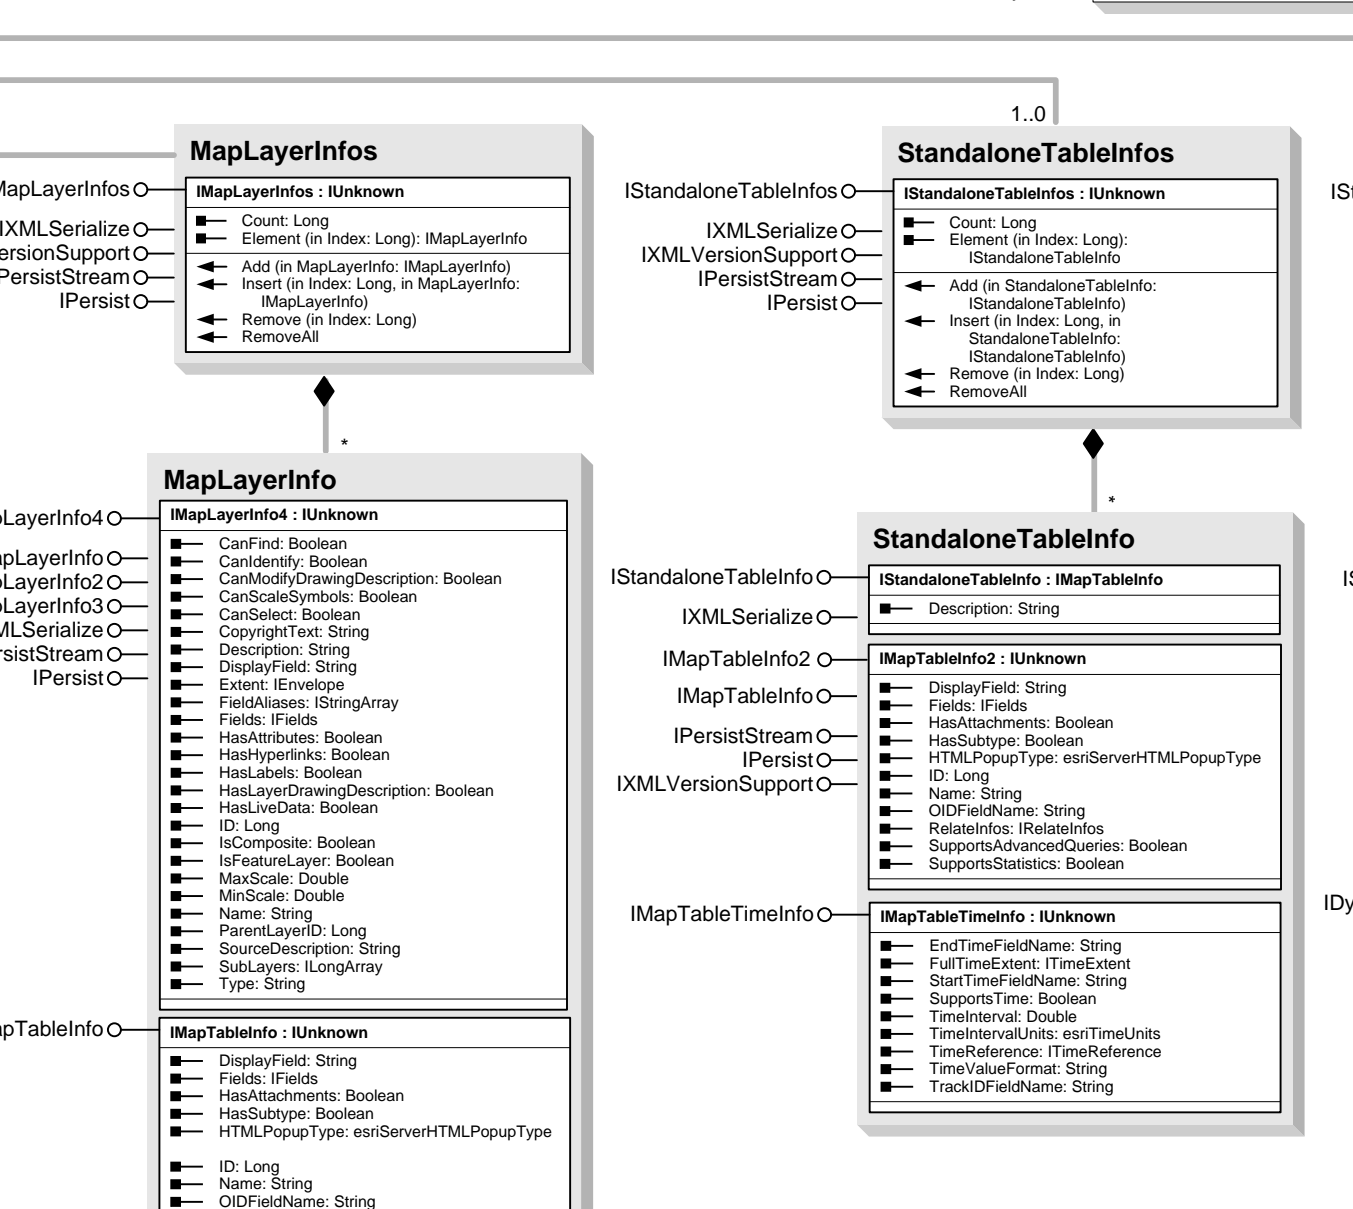 1..0
MapLayerInfos
MapLayerInfos
IXMLSerialize
ersionSupport
PersistStream
IPersist
IMapLayerInfos : IUnknown
Count: Long
Element (in Index: Long): IMapLayerInfo
Add (in MapLayerInfo: IMapLayerInfo)
Insert (in Index: Long, in MapLayerInfo:
IMapLayerInfo)
Remove (in Index: Long)
RemoveAll
*
StandaloneTableInfos
IStandaloneTableInfos
IXMLSerialize
IXMLVersionSupport
IPersistStream
IPersist
IStandaloneTableInfos : IUnknown
Count: Long
Element (in Index: Long):
IStandaloneTableInfo
Add (in StandaloneTableInfo:
IStandaloneTableInfo)
Insert (in Index: Long, in
StandaloneTableInfo:
IStandaloneTableInfo)
Remove (in Index: Long)
RemoveAll
*
ISt
MapLayerInfo
pLayerInfo4
apLayerInfo
pLayerInfo2
pLayerInfo3
MLSerialize
rsistStream
IPersist
IMapLayerInfo4 : IUnknown
CanFind: Boolean
CanIdentify: Boolean
CanModifyDrawingDescription: Boolean
CanScaleSymbols: Boolean
CanSelect: Boolean
CopyrightText: String
Description: String
DisplayField: String
Extent: IEnvelope
FieldAliases: IStringArray
Fields: IFields
HasAttributes: Boolean
HasHyperlinks: Boolean
HasLabels: Boolean
HasLayerDrawingDescription: Boolean
HasLiveData: Boolean
ID: Long
IsComposite: Boolean
IsFeatureLayer: Boolean
MaxScale: Double
MinScale: Double
Name: String
ParentLayerID: Long
SourceDescription: String
SubLayers: ILongArray
Type: String
apTableInfo
IMapTableInfo : IUnknown
DisplayField: String
Fields: IFields
HasAttachments: Boolean
HasSubtype: Boolean
HTMLPopupType: esriServerHTMLPopupType
ID: Long
Name: String
OIDFieldName: String
StandaloneTableInfo
IStandaloneTableInfo
IXMLSerialize
IStandaloneTableInfo : IMapTableInfo
Description: String
IMapTableInfo2
IMapTableInfo
IPersistStream
IPersist
IXMLVersionSupport
IMapTableInfo2 : IUnknown
DisplayField: String
Fields: IFields
HasAttachments: Boolean
HasSubtype: Boolean
HTMLPopupType: esriServerHTMLPopupType
ID: Long
Name: String
OIDFieldName: String
RelateInfos: IRelateInfos
SupportsAdvancedQueries: Boolean
SupportsStatistics: Boolean
IMapTableTimeInfo
IMapTableTimeInfo : IUnknown
EndTimeFieldName: String
FullTimeExtent: ITimeExtent
StartTimeFieldName: String
SupportsTime: Boolean
TimeInterval: Double
TimeIntervalUnits: esriTimeUnits
TimeReference: ITimeReference
TimeValueFormat: String
TrackIDFieldName: String
IDy